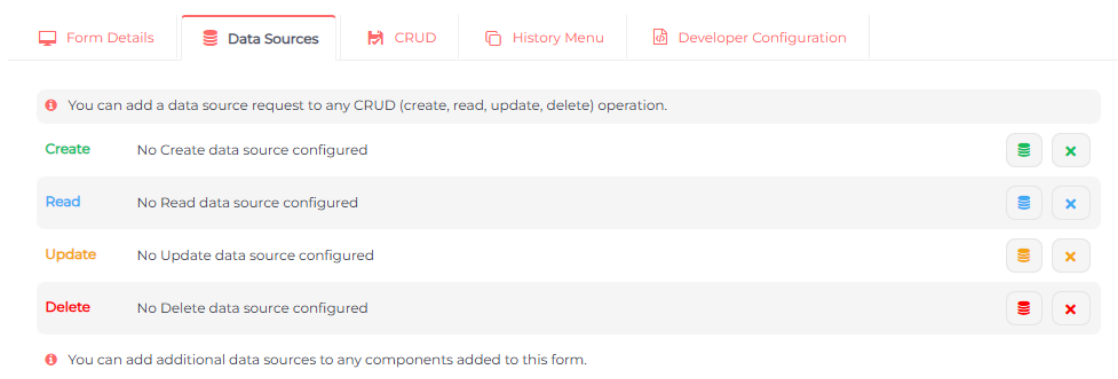 Form Details Data Sources CRUD History Menu Developer Configuration
You can add a data source request to any CRUD (create, read, update, delete) operation.
Create No Create data source configured
Read No Read data source configured
Update No Update data source configured
Delete No Delete data source configured
You can add additional data sources to any components added to this form.